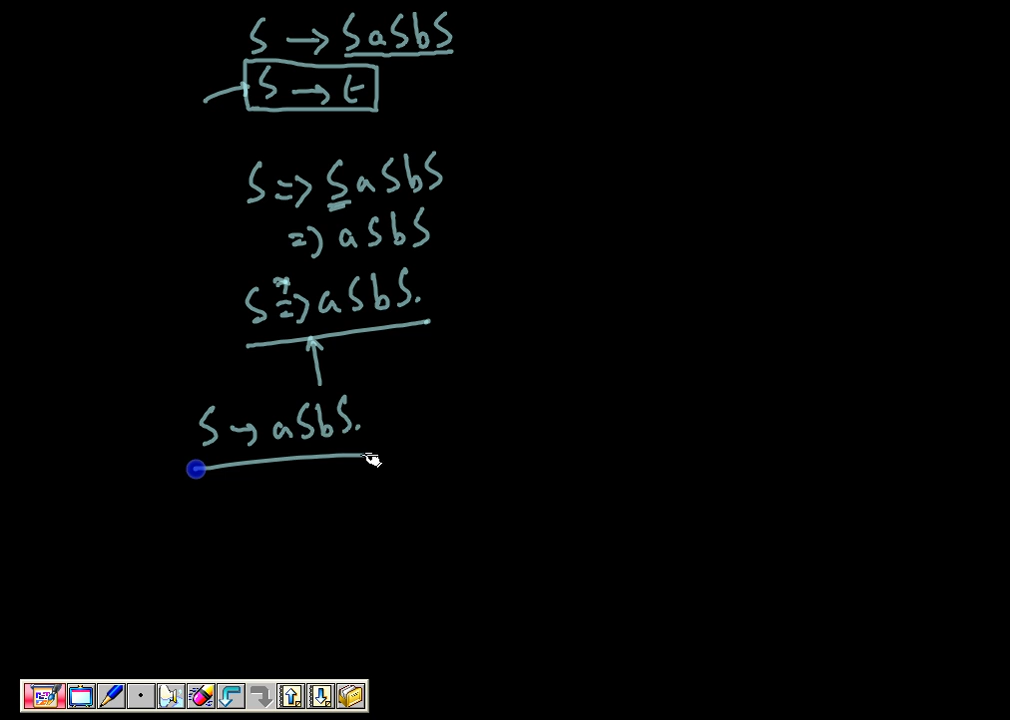 S → SaSbS
S → ϵ
S ⇒ SaSbS
⇒ aSbS
S *⇒ aSbS.
S → aSbS.